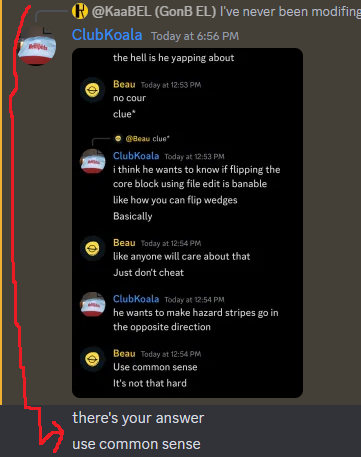 @KaaBEL (GonB EL) I've never been modifing
ClubKoala Today at 6:56 PM
the hell is he yapping about
Beau Today at 12:53 PM
no cour
clue*
@Beau clue*
ClubKoala Today at 12:53 PM
i think he wants to know if flipping the
core block using file edit is banable
like how you can flip wedges
Basically
Beau Today at 12:54 PM
like anyone will care about that
Just don't cheat
ClubKoala Today at 12:54 PM
he wants to make hazard stripes go in
the opposite direction
Beau Today at 12:54 PM
Use common sense
It's not that hard
there's your answer
use common sense